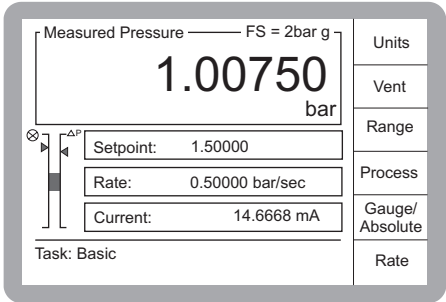 Measured Pressure FS = 2bar g
1.00750
bar
ΔP
Setpoint: 1.50000
Rate: 0.50000 bar/sec
Current: 14.6668 mA
Task: Basic
Units
Vent
Range
Process
Gauge/
Absolute
Rate